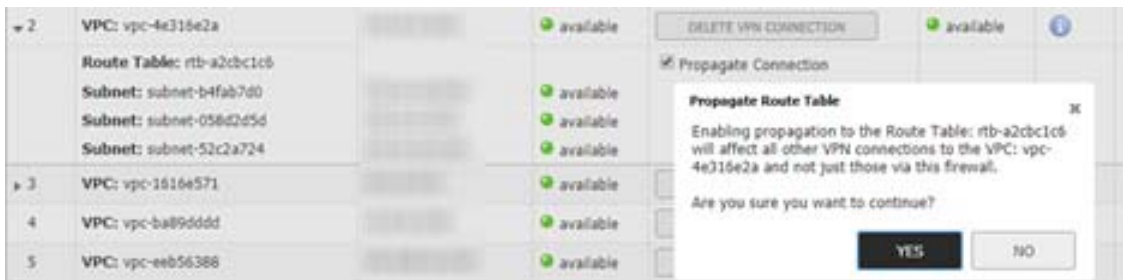 2 VPC: vpc-4e316e2a available DELETE VPN CONNECTION available
Route Table: rtb-a2cbc1c6 Propagate Connection
Subnet: subnet-b4fab7d0 available
Subnet: subnet-058d2d5d available
Subnet: subnet-52c2a724 available
3 VPC: vpc-1616e571 available
4 VPC: vpc-ba89dddd available
5 VPC: vpc-eeb56388 available
Propagate Route Table
Enabling propagation to the Route Table: rtb-a2cbc1c6
will affect all other VPN connections to the VPC: vpc-
4e316e2a and not just those via this firewall.
Are you sure you want to continue?
YES NO